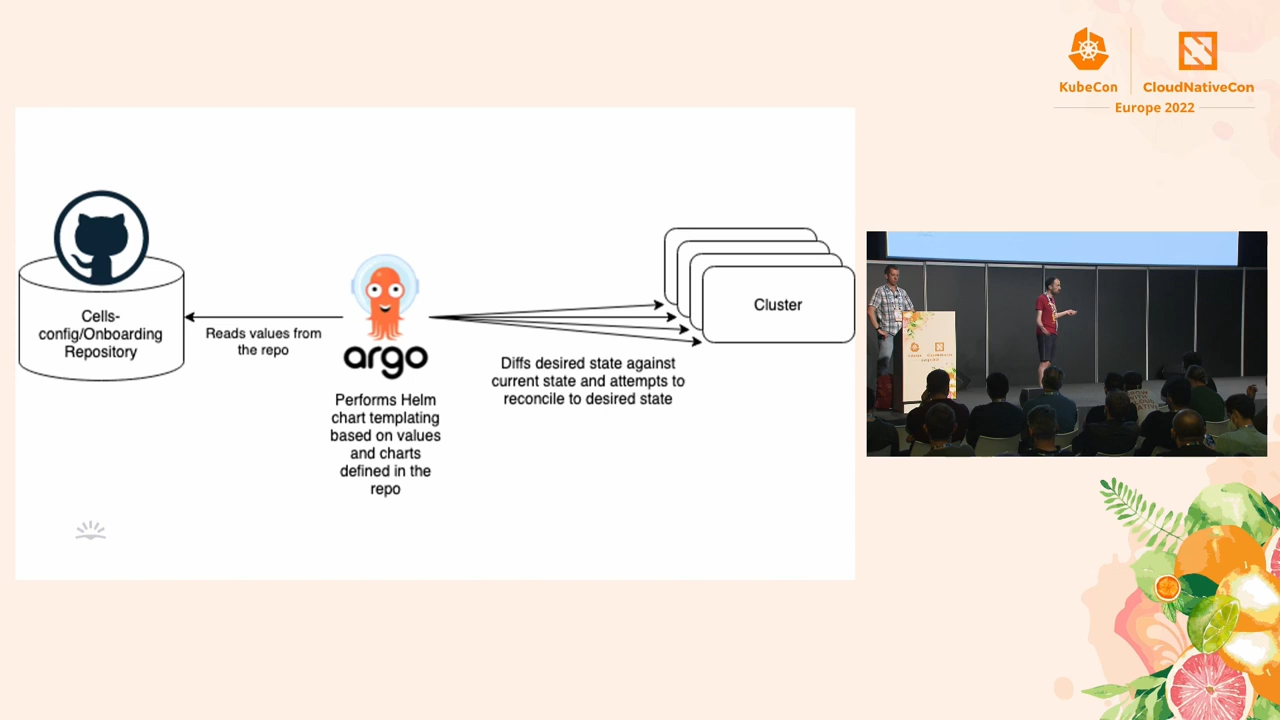 KubeCon
CloudNativeCon
Europe 2022
Cells-
config/Onboarding
Repository
Reads values from
the repo
argo
Performs Helm
chart templating
based on values
and charts
defined in the
repo
Diffs desired state against
current state and attempts to
reconcile to desired state
Cluster